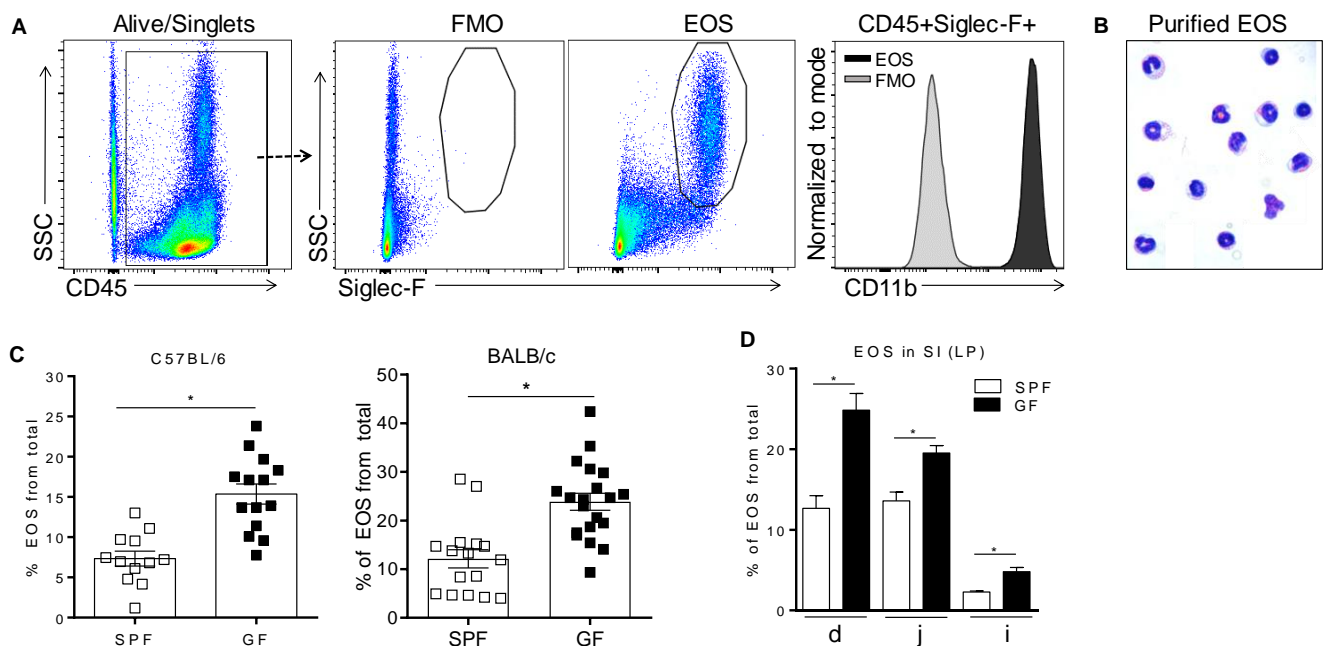 A
Alive/Singlets
FMO
EOS
CD45+Siglec-F+
B
Purified EOS
SSC
SSC
SSC
Normalized to mode
EOS
FMO
CD45
Siglec-F
CD11b
C
C57BL/6
% EOS from total
30
25
20
15
10
5
0
*
SPF
GF
BALB/c
% of EOS from total
50
40
30
20
10
0
*
SPF
GF
D
EOS in SI (LP)
% of EOS from total
30
20
10
0
*
*
*
SPF
GF
d
j
i